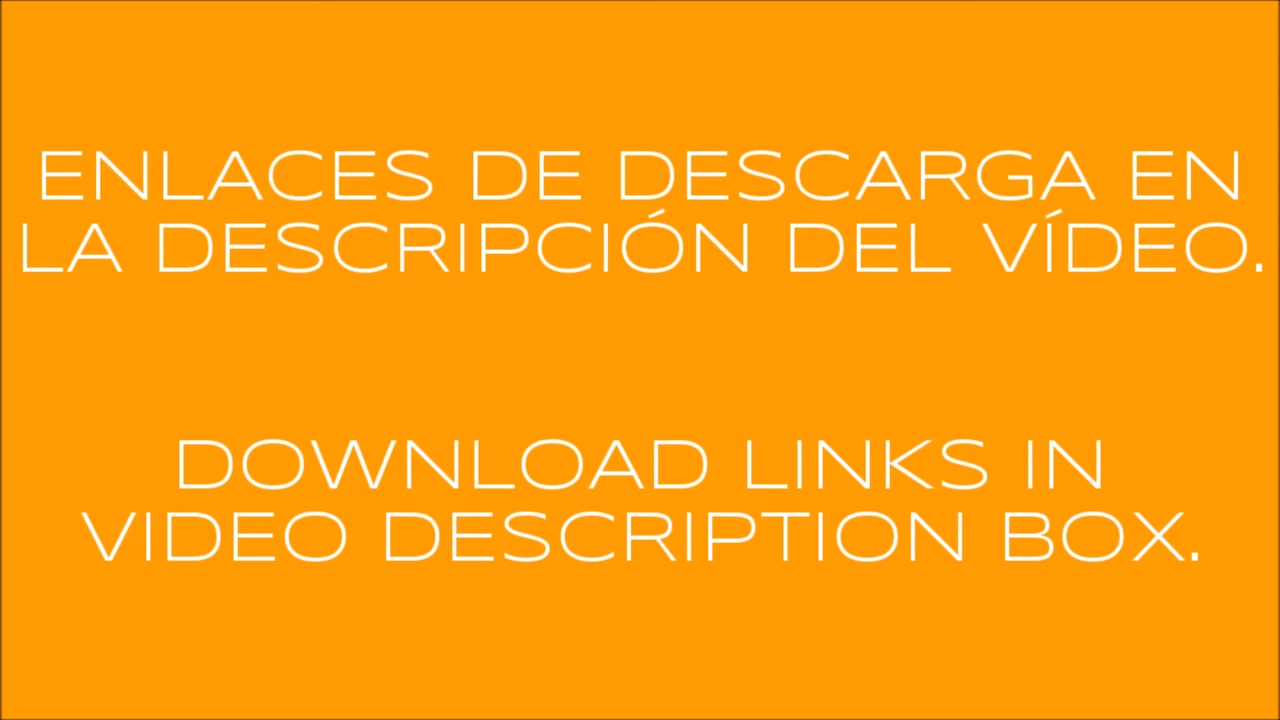 ENLACES DE DESCARGA EN
LA DESCRIPCIÓN DEL VÍDEO.
DOWNLOAD LINKS IN
VIDEO DESCRIPTION BOX.